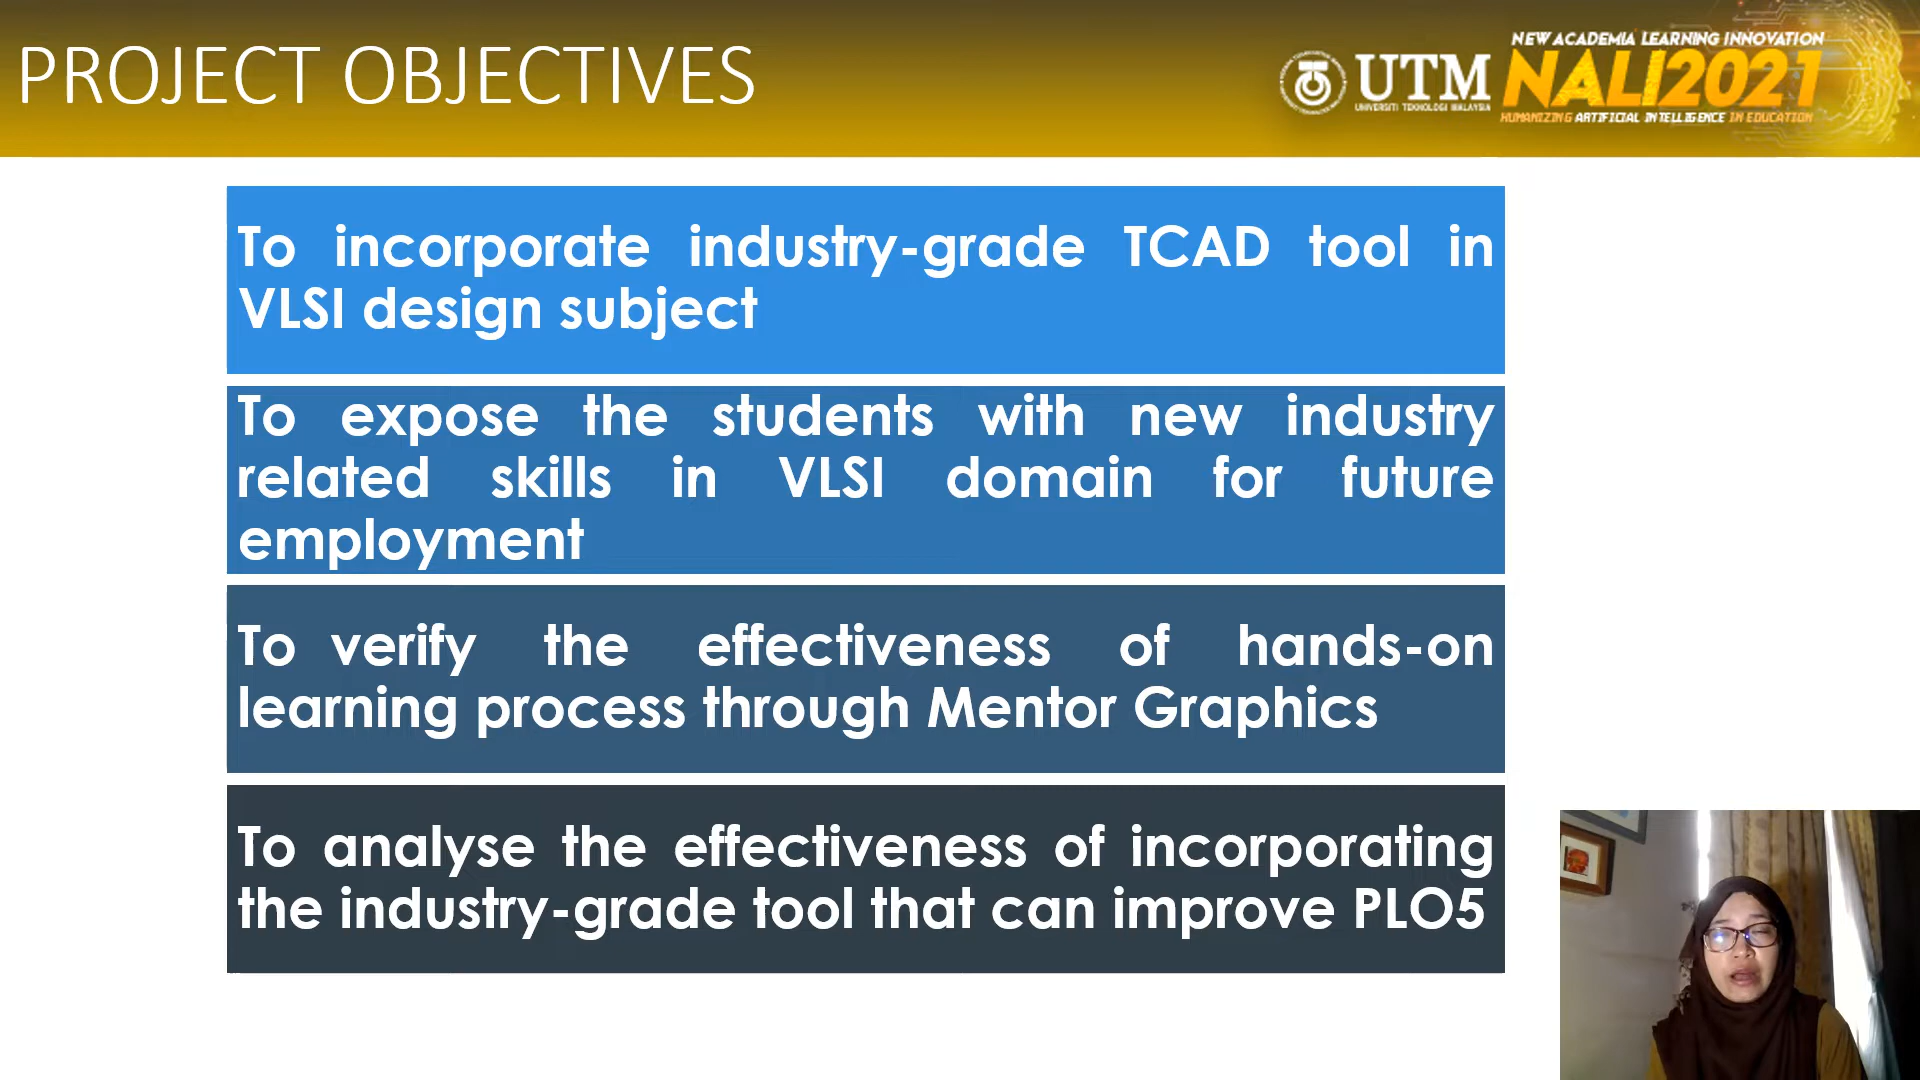 PROJECT OBJECTIVES
NEW ACADEMIA LEARNING INNOVATION
UTM
UNIVERSITI TEKNOLOGI MALAYSIA
NALI2021
HUMANIZING ARTIFICIAL INTELLIGENCE IN EDUCATION
To incorporate industry-grade TCAD tool in
VLSI design subject
To expose the students with new industry
related skills in VLSI domain for future
employment
To verify the effectiveness of hands-on
learning process through Mentor Graphics
To analyse the effectiveness of incorporating
the industry-grade tool that can improve PLO5